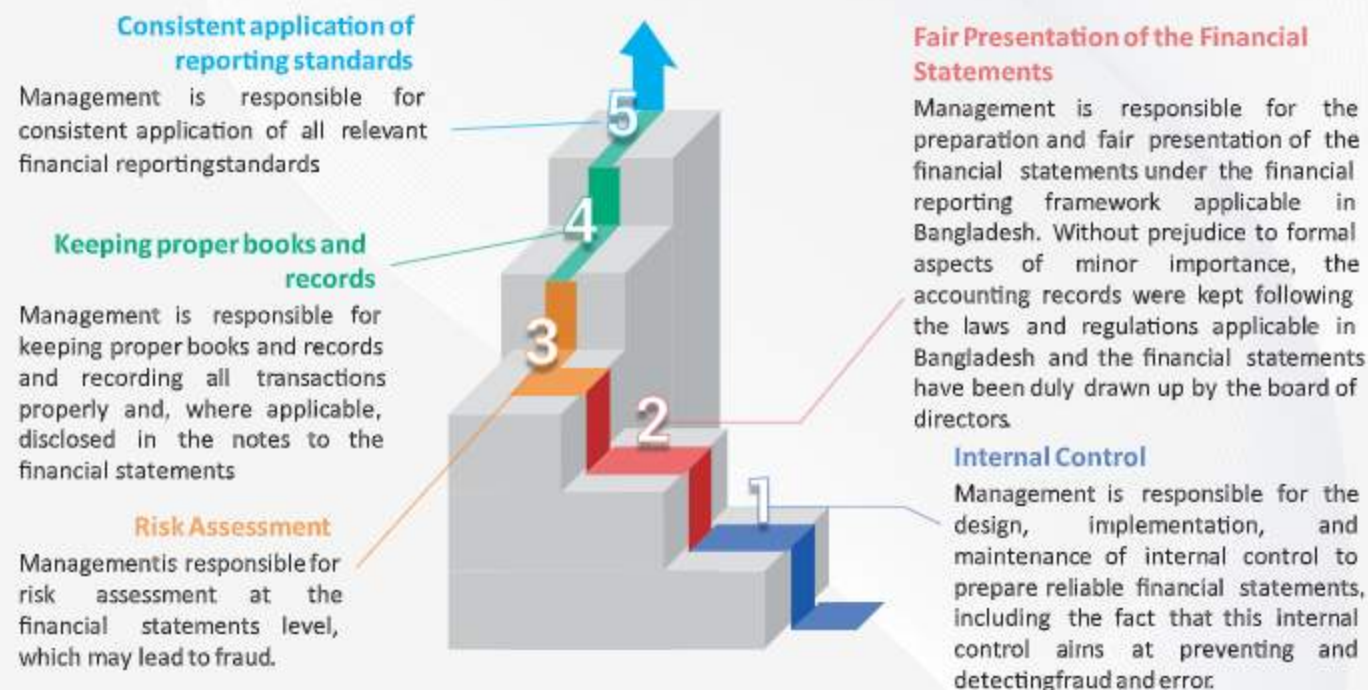 Consistent application of
reporting standards
Management is responsible for
consistent application of all relevant
financial reportingstandards
Keeping proper books and
records
Management is responsible for
keeping proper books and records
and recording all transactions
properly and, where applicable,
disclosed in the notes to the
financial statements
Risk Assessment
Managementis responsible for
risk assessment at the
financial statements level,
which may lead to fraud.
5
4
3
2
1
Fair Presentation of the Financial
Statements
Management is responsible for the
preparation and fair presentation of the
financial statements under the financial
reporting framework applicable in
Bangladesh. Without prejudice to formal
aspects of minor importance, the
accounting records were kept following
the laws and regulations applicable in
Bangladesh and the financial statements
have been duly drawn up by the board of
directors.
Internal Control
Management is responsible for the
design, implementation, and
maintenance of internal control to
prepare reliable financial statements,
including the fact that this internal
control aims at preventing and
detectingfraud and error.